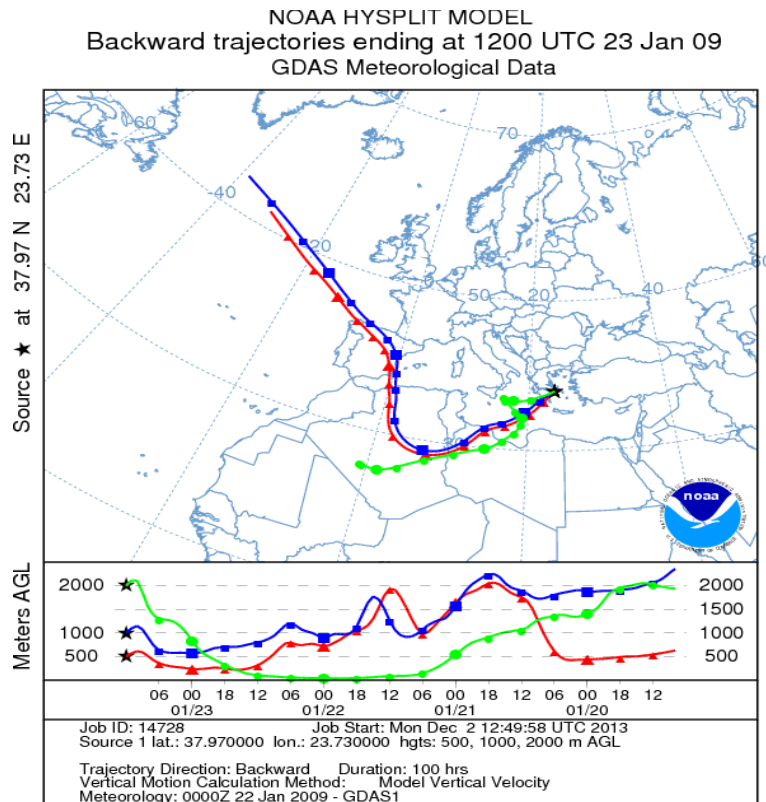 NOAA HYSPLIT MODEL
Backward trajectories ending at 1200 UTC 23 Jan 09
GDAS Meteorological Data
Source ★ at 37.97 N 23.73 E
-60
70
-40
-20
50
20
40
noaa
Meters AGL
2000
1000
500
2000
1500
1000
500
06 00 18 12 06 00 18 12 06 00 18 12 06 00 18 12
01/23 01/22 01/21 01/20
Job ID: 14728 Job Start: Mon Dec 2 12:49:58 UTC 2013
Source 1 lat.: 37.970000 lon.: 23.730000 hgts: 500, 1000, 2000 m AGL
Trajectory Direction: Backward Duration: 100 hrs
Vertical Motion Calculation Method: Model Vertical Velocity
Meteorology: 0000Z 22 Jan 2009 - GDAS1